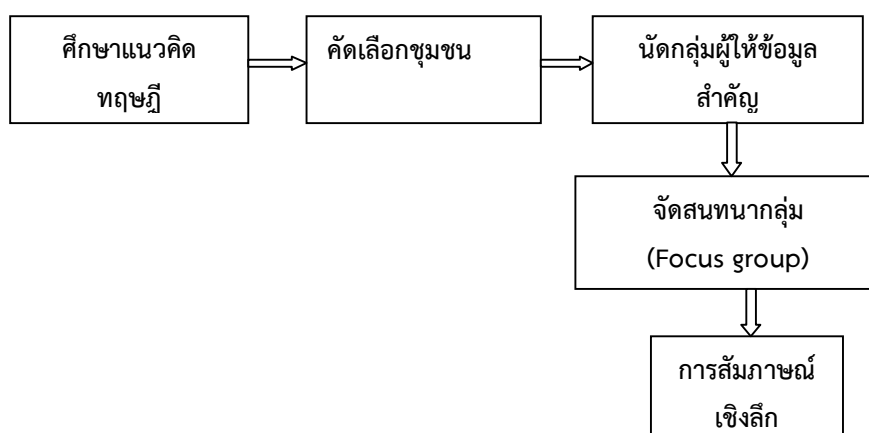 ศึกษาแนวคิด
ทฤษฎี
คัดเลือกชุมชน
นัดกลุ่มผู้ให้ข้อมูล
สำคัญ
จัดสนทนากลุ่ม
(Focus group)
การสัมภาษณ์
เชิงลึก